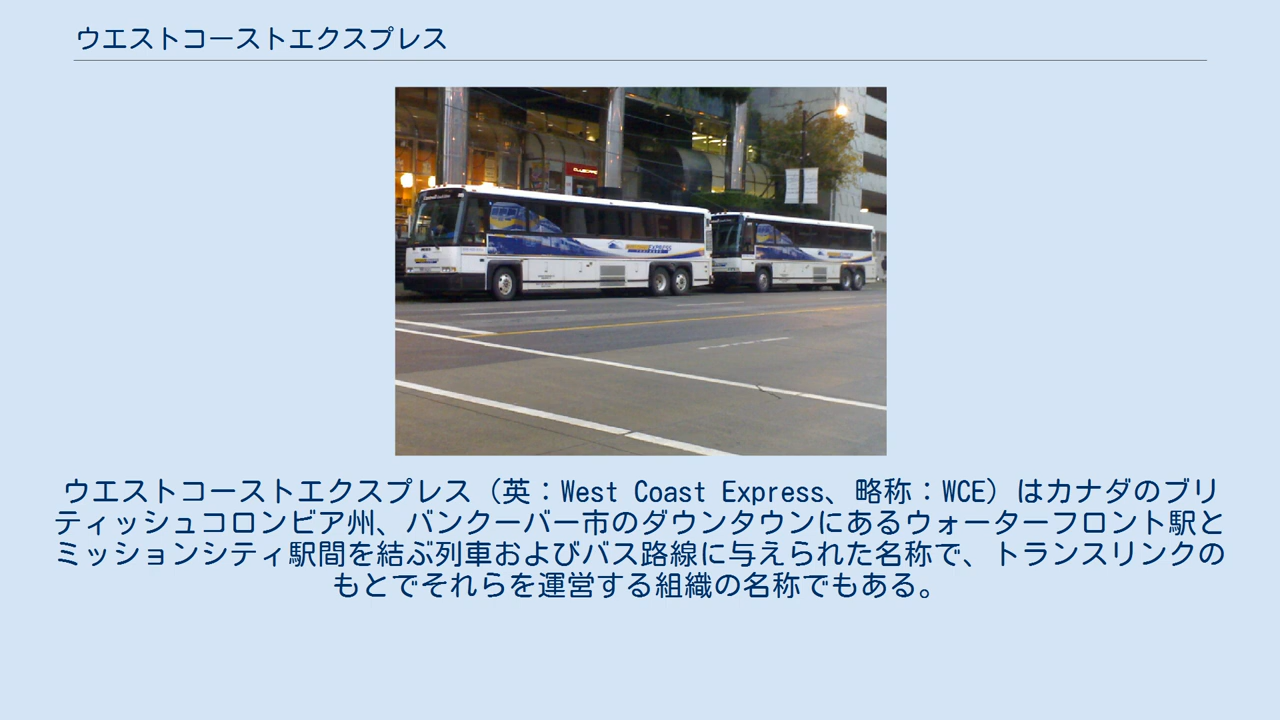 ウエストコーストエクスプレス
EXPRESS
ウエストコーストエクスプレス（英：West Coast Express、略称：WCE）はカナダのブリ
ティッシュコロンビア州、バンクーバー市のダウンタウンにあるウォーターフロント駅と
ミッションシティ駅間を結ぶ列車およびバス路線に与えられた名称で、トランスリンクの
もとでそれらを運営する組織の名称でもある。